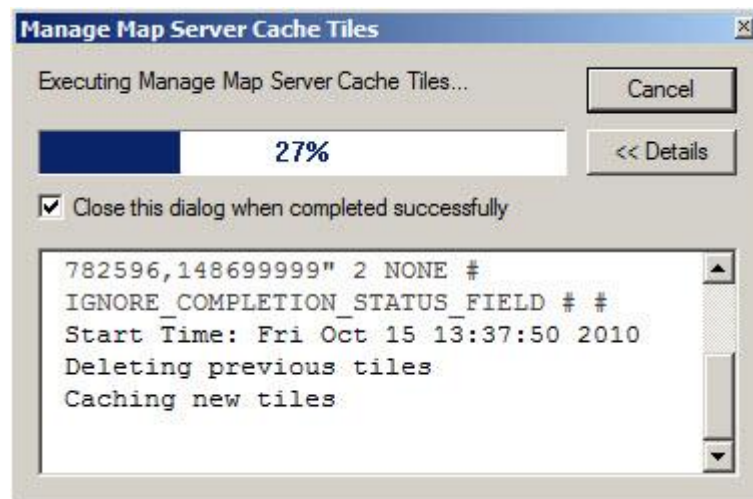 Manage Map Server Cache Tiles
Executing Manage Map Server Cache Tiles...
Cancel
27%
<< Details
Close this dialog when completed successfully
782596,148699999" 2 NONE #
IGNORE_COMPLETION_STATUS_FIELD # #
Start Time: Fri Oct 15 13:37:50 2010
Deleting previous tiles
Caching new tiles